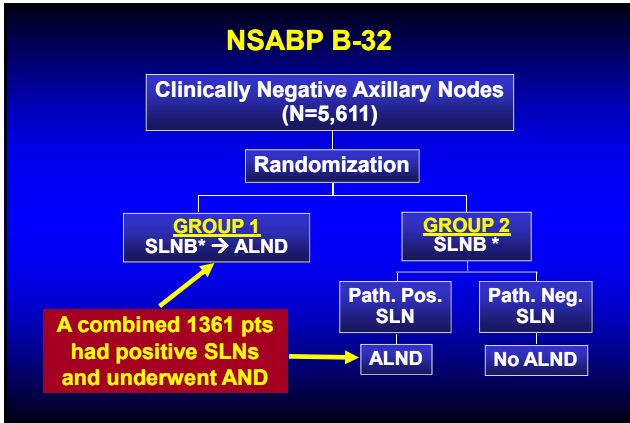 NSABP B-32
Clinically Negative Axillary Nodes
(N=5,611)
Randomization
GROUP 1
SLNB* → ALND
GROUP 2
SLNB *
Path. Pos.
SLN
Path. Neg.
SLN
ALND
No ALND
A combined 1361 pts
had positive SLNs
and underwent AND